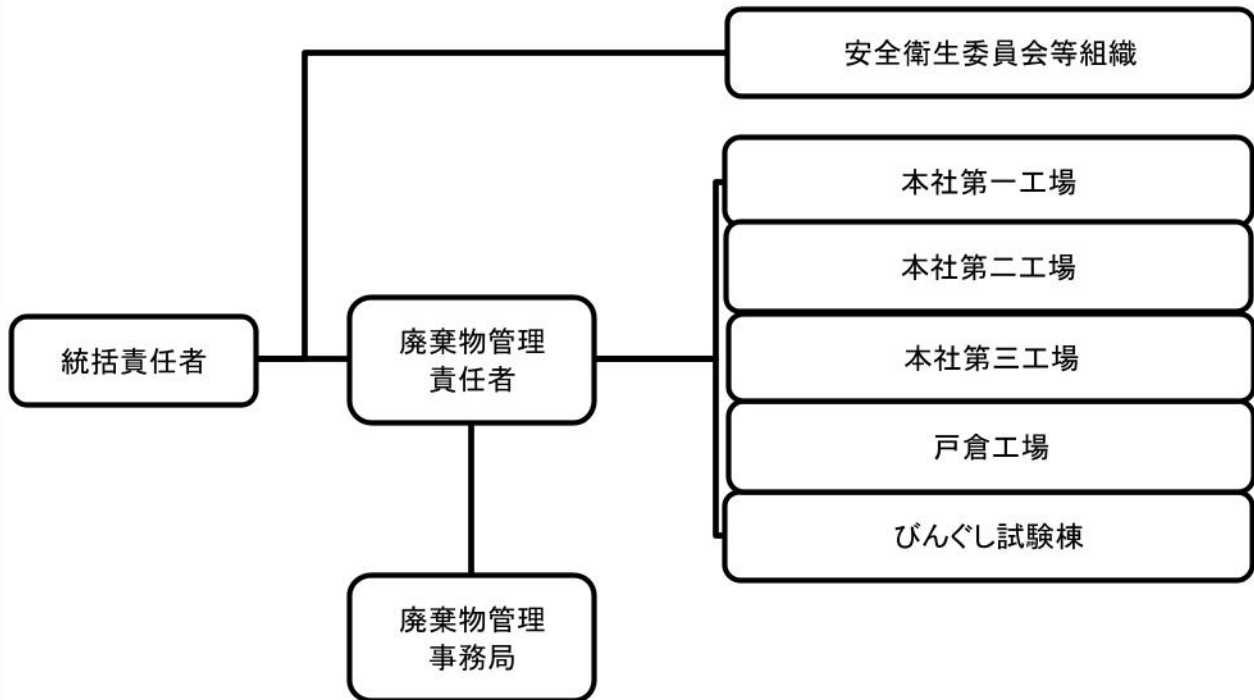 安全衛生委員会等組織
本社第一工場
本社第二工場
統括責任者
廃棄物管理
責任者
本社第三工場
戸倉工場
びんぐし試験棟
廃棄物管理
事務局